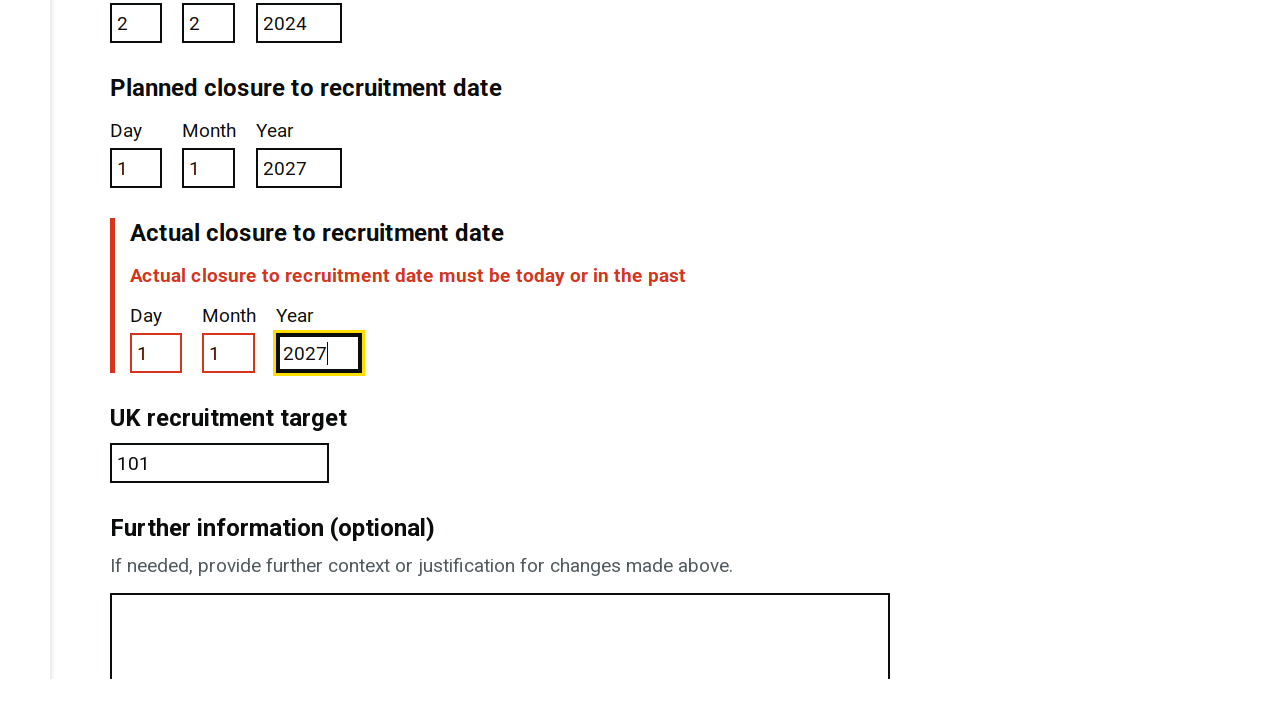 2 2 2024
Planned closure to recruitment date
Day Month Year
1 1 2027
Actual closure to recruitment date
Actual closure to recruitment date must be today or in the past
Day Month Year
1 1 2027
UK recruitment target
101
Further information (optional)
If needed, provide further context or justification for changes made above.